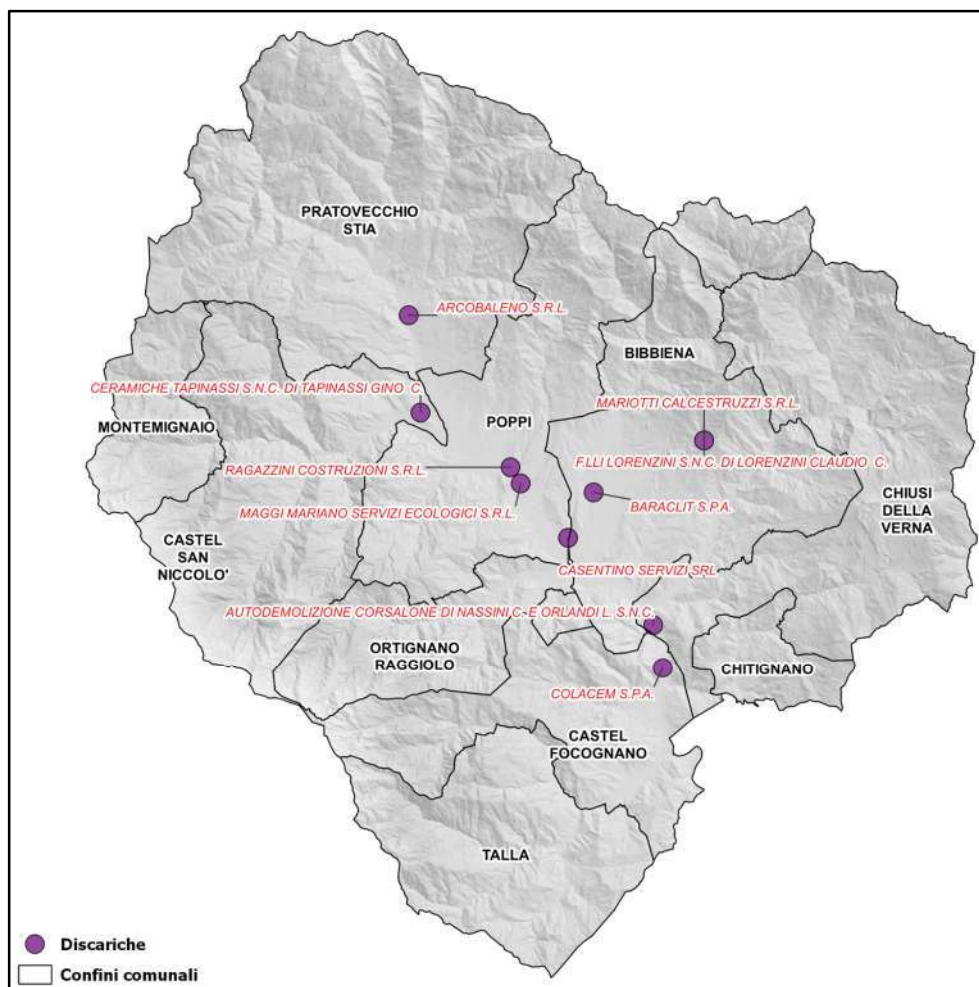 PRATOVECCHIO
STIA
ARCOBALENO S.R.L.
BIBBIENA
CERAMICHE TAPINASSI S.N.C. DI TAPINASSI GINO C.
MARIOTTI CALCESTRUZZI S.R.L.
MONTEMIGNAIO
POPPI
RAGAZZINI COSTRUZIONI S.R.L.
F.LLI LORENZINI S.N.C. DI LORENZINI CLAUDIO C.
CHIUSI
DELLA
VERNA
MAGGI MARIANO SERVIZI ECOLOGICI S.R.L.
BARACLIT S.P.A.
CASTEL
SAN
NICCOLO'
CASENTINO SERVIZI SRL
AUTODEMOLIZIONE CORSALONE DI NASSINI C. E ORLANDI L. S.N.C.
ORTIGNANO
RAGGIOLO
CHITIGNANO
COLACEM S.P.A.
CASTEL
FOCOGNANO
TALLA
Discariche
Confini comunali